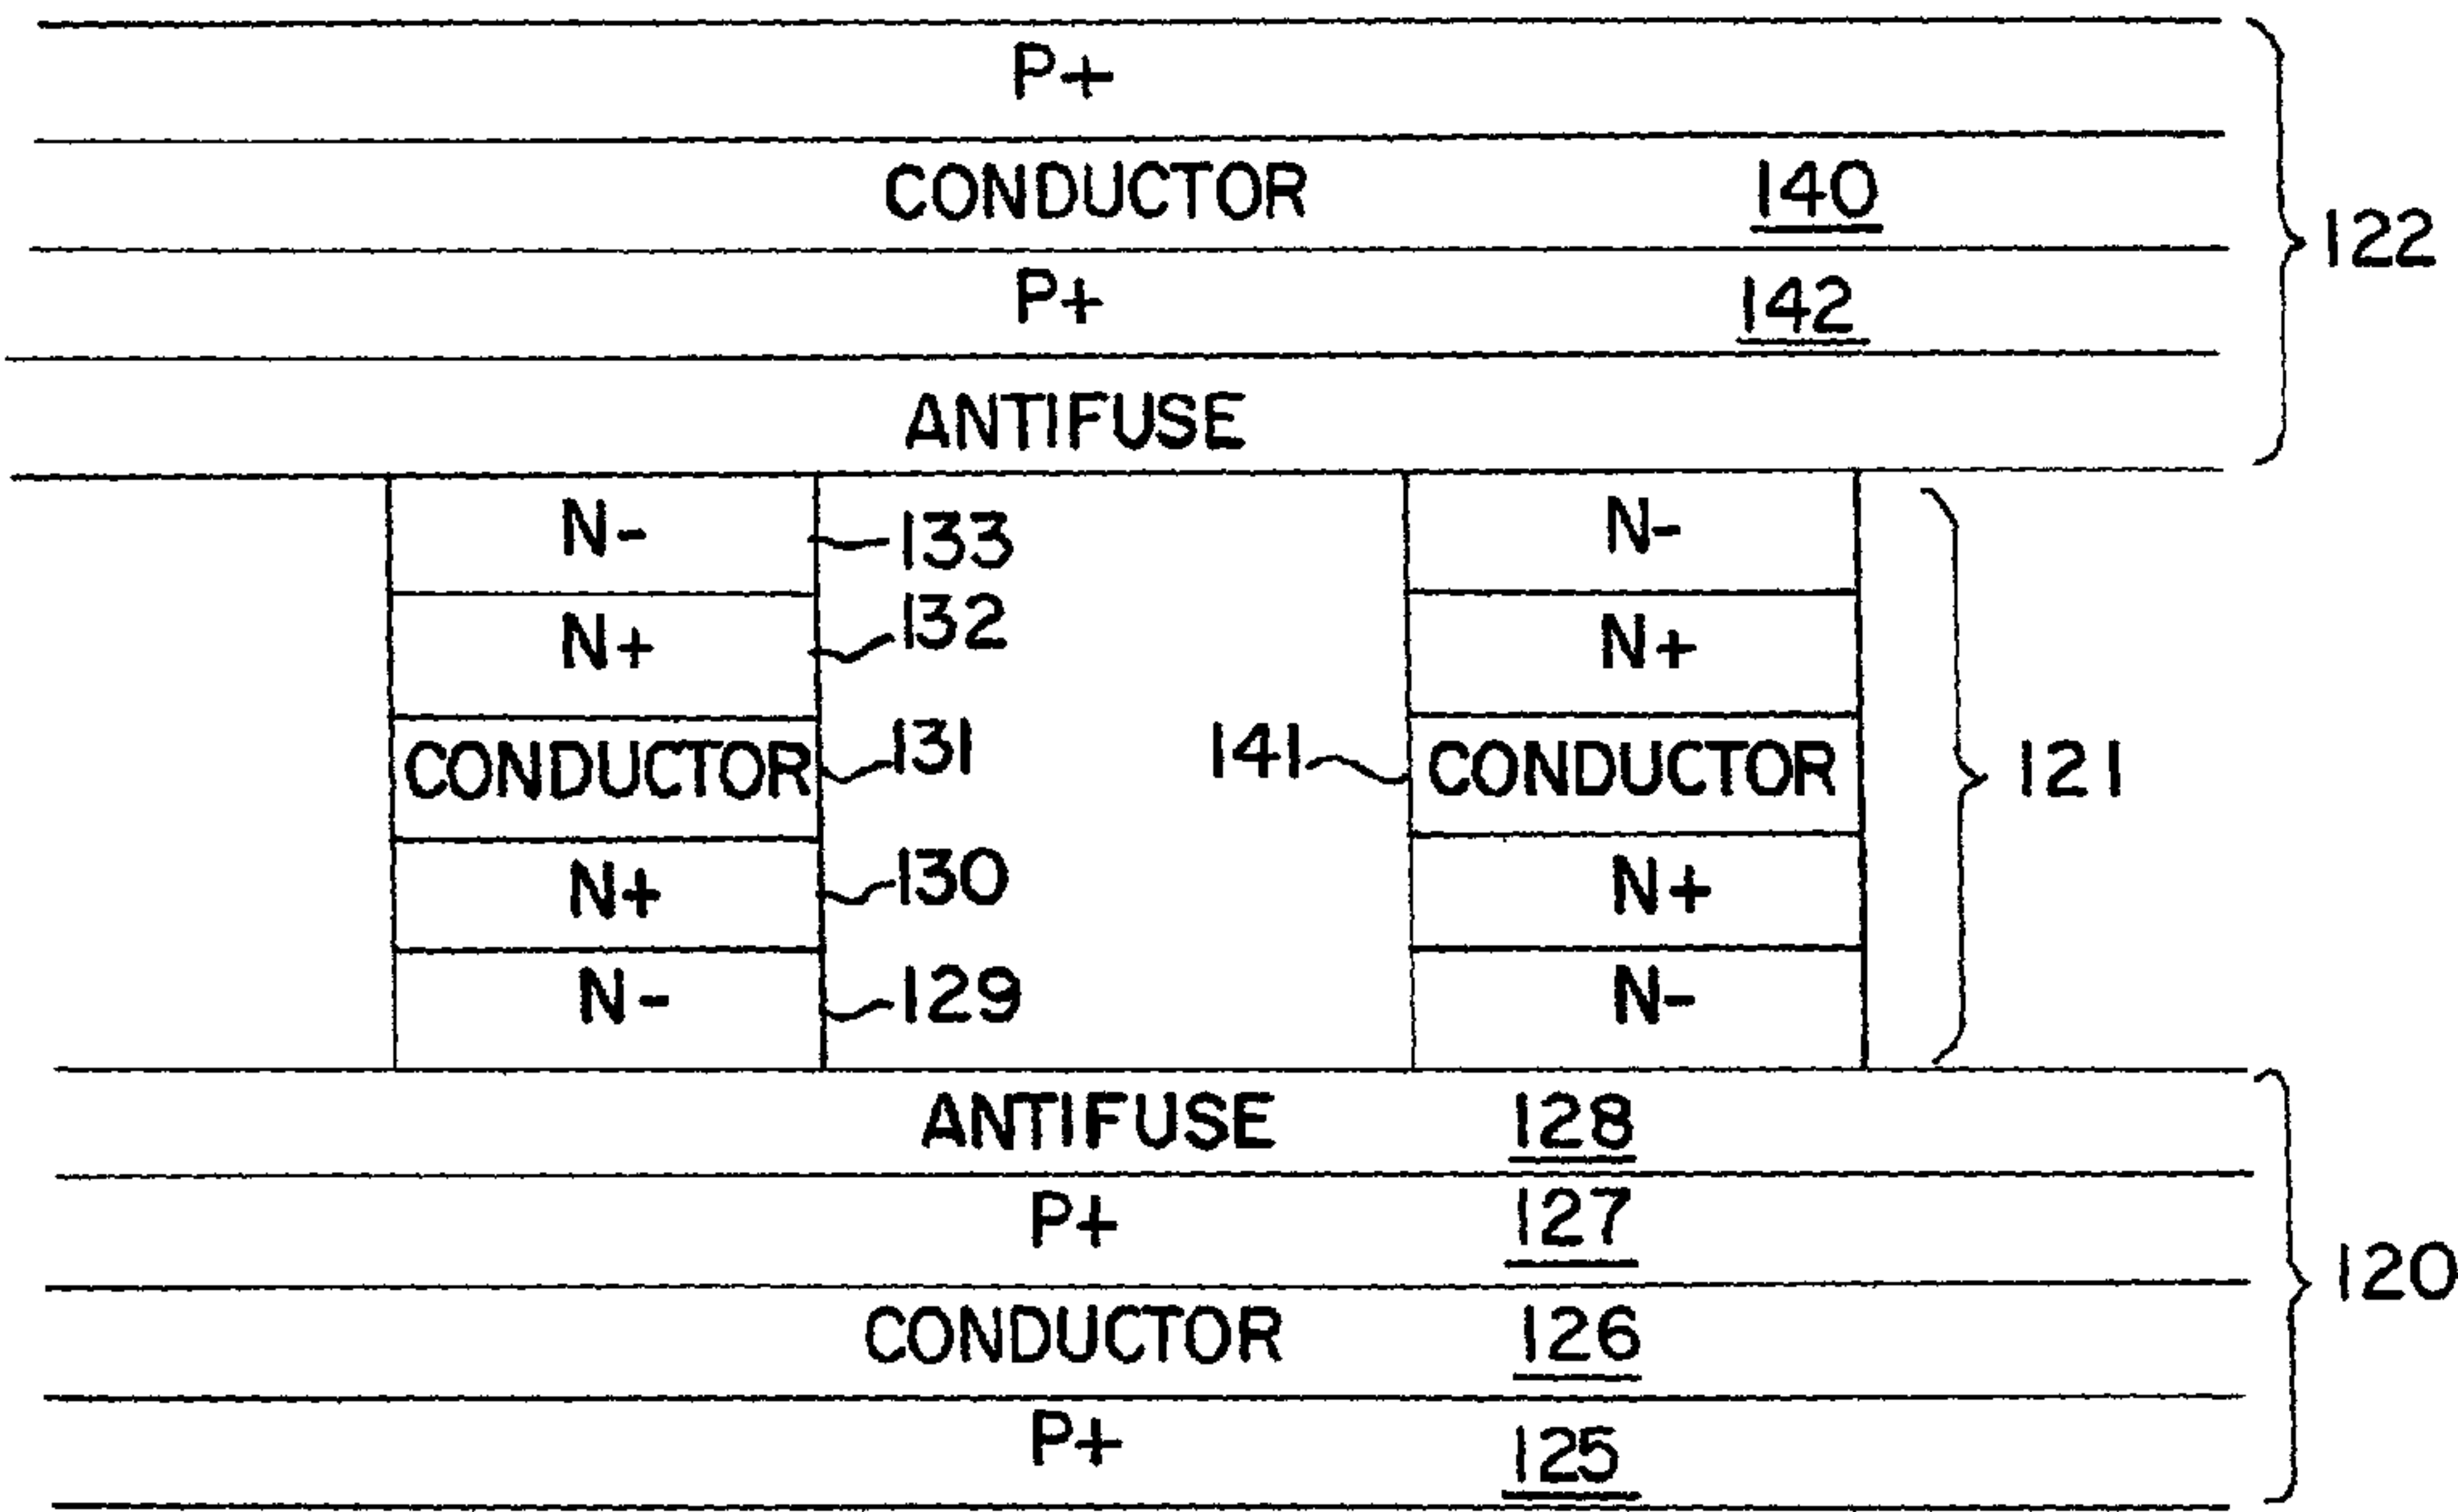 P+
CONDUCTOR 140
122
P+ 142
ANTIFUSE
N- 133 N-
132
N+ N+
CONDUCTOR 131 141 CONDUCTOR 121
N+ 130 N+
N- 129 N-
ANTIFUSE 128
P+ 127
120
CONDUCTOR 126
P+ 125